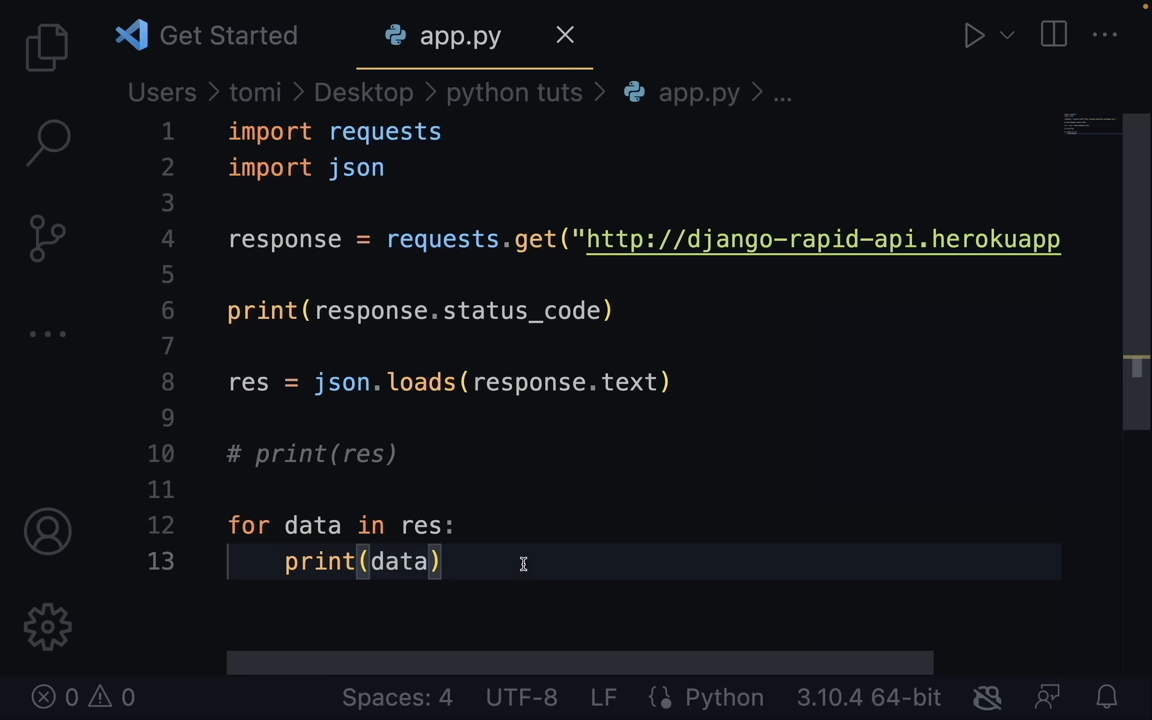 Get Started
app.py
Users > tomi > Desktop > python tuts > app.py > ...
1 import requests
2 import json
3
4 response = requests.get("http://django-rapid-api.herokuapp
5
6 print(response.status_code)
7
8 res = json.loads(response.text)
9
10 # print(res)
11
12 for data in res:
13     print(data)
0 0 Spaces: 4 UTF-8 LF Python 3.10.4 64-bit